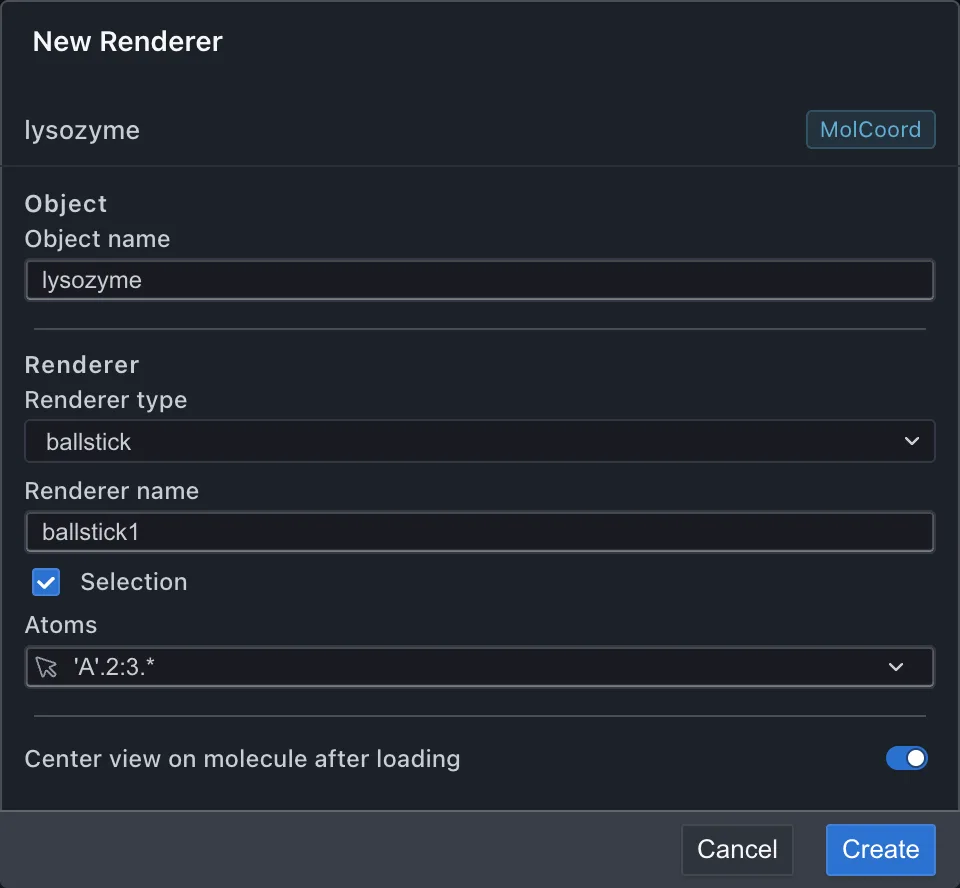 New Renderer
lysozyme
MolCoord
Object
Object name
lysozyme
Renderer
Renderer type
ballstick
Renderer name
ballstick1
Selection
Atoms
'A'.2:3.*
Center view on molecule after loading
Cancel
Create